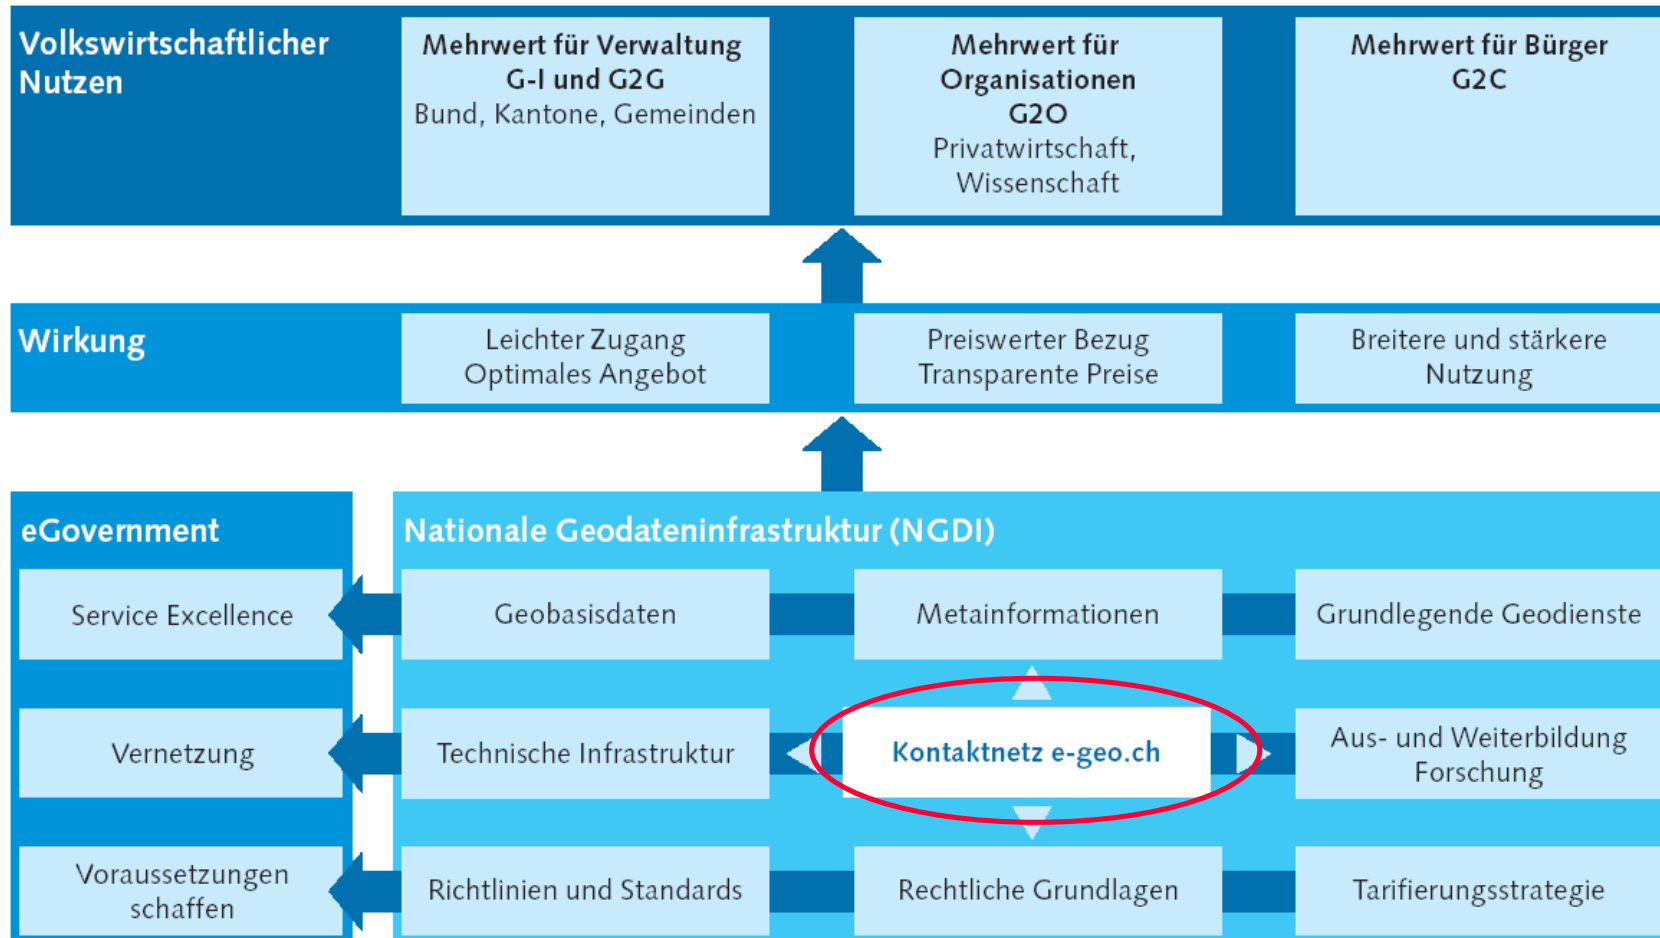 Volkswirtschaftlicher
Nutzen
Mehrwert für Verwaltung
G-I und G2G
Bund, Kantone, Gemeinden
Mehrwert für
Organisationen
G2O
Privatwirtschaft,
Wissenschaft
Mehrwert für Bürger
G2C
Wirkung
Leichter Zugang
Optimales Angebot
Preiswerter Bezug
Transparente Preise
Breitere und stärkere
Nutzung
eGovernment
Service Excellence
Vernetzung
Voraussetzungen
schaffen
Nationale Geodateninfrastruktur (NGDI)
Geobasisdaten
Metainformationen
Grundlegende Geodienste
Technische Infrastruktur
Kontaktnetz e-geo.ch
Aus- und Weiterbildung
Forschung
Richtlinien und Standards
Rechtliche Grundlagen
Tarifierungsstrategie